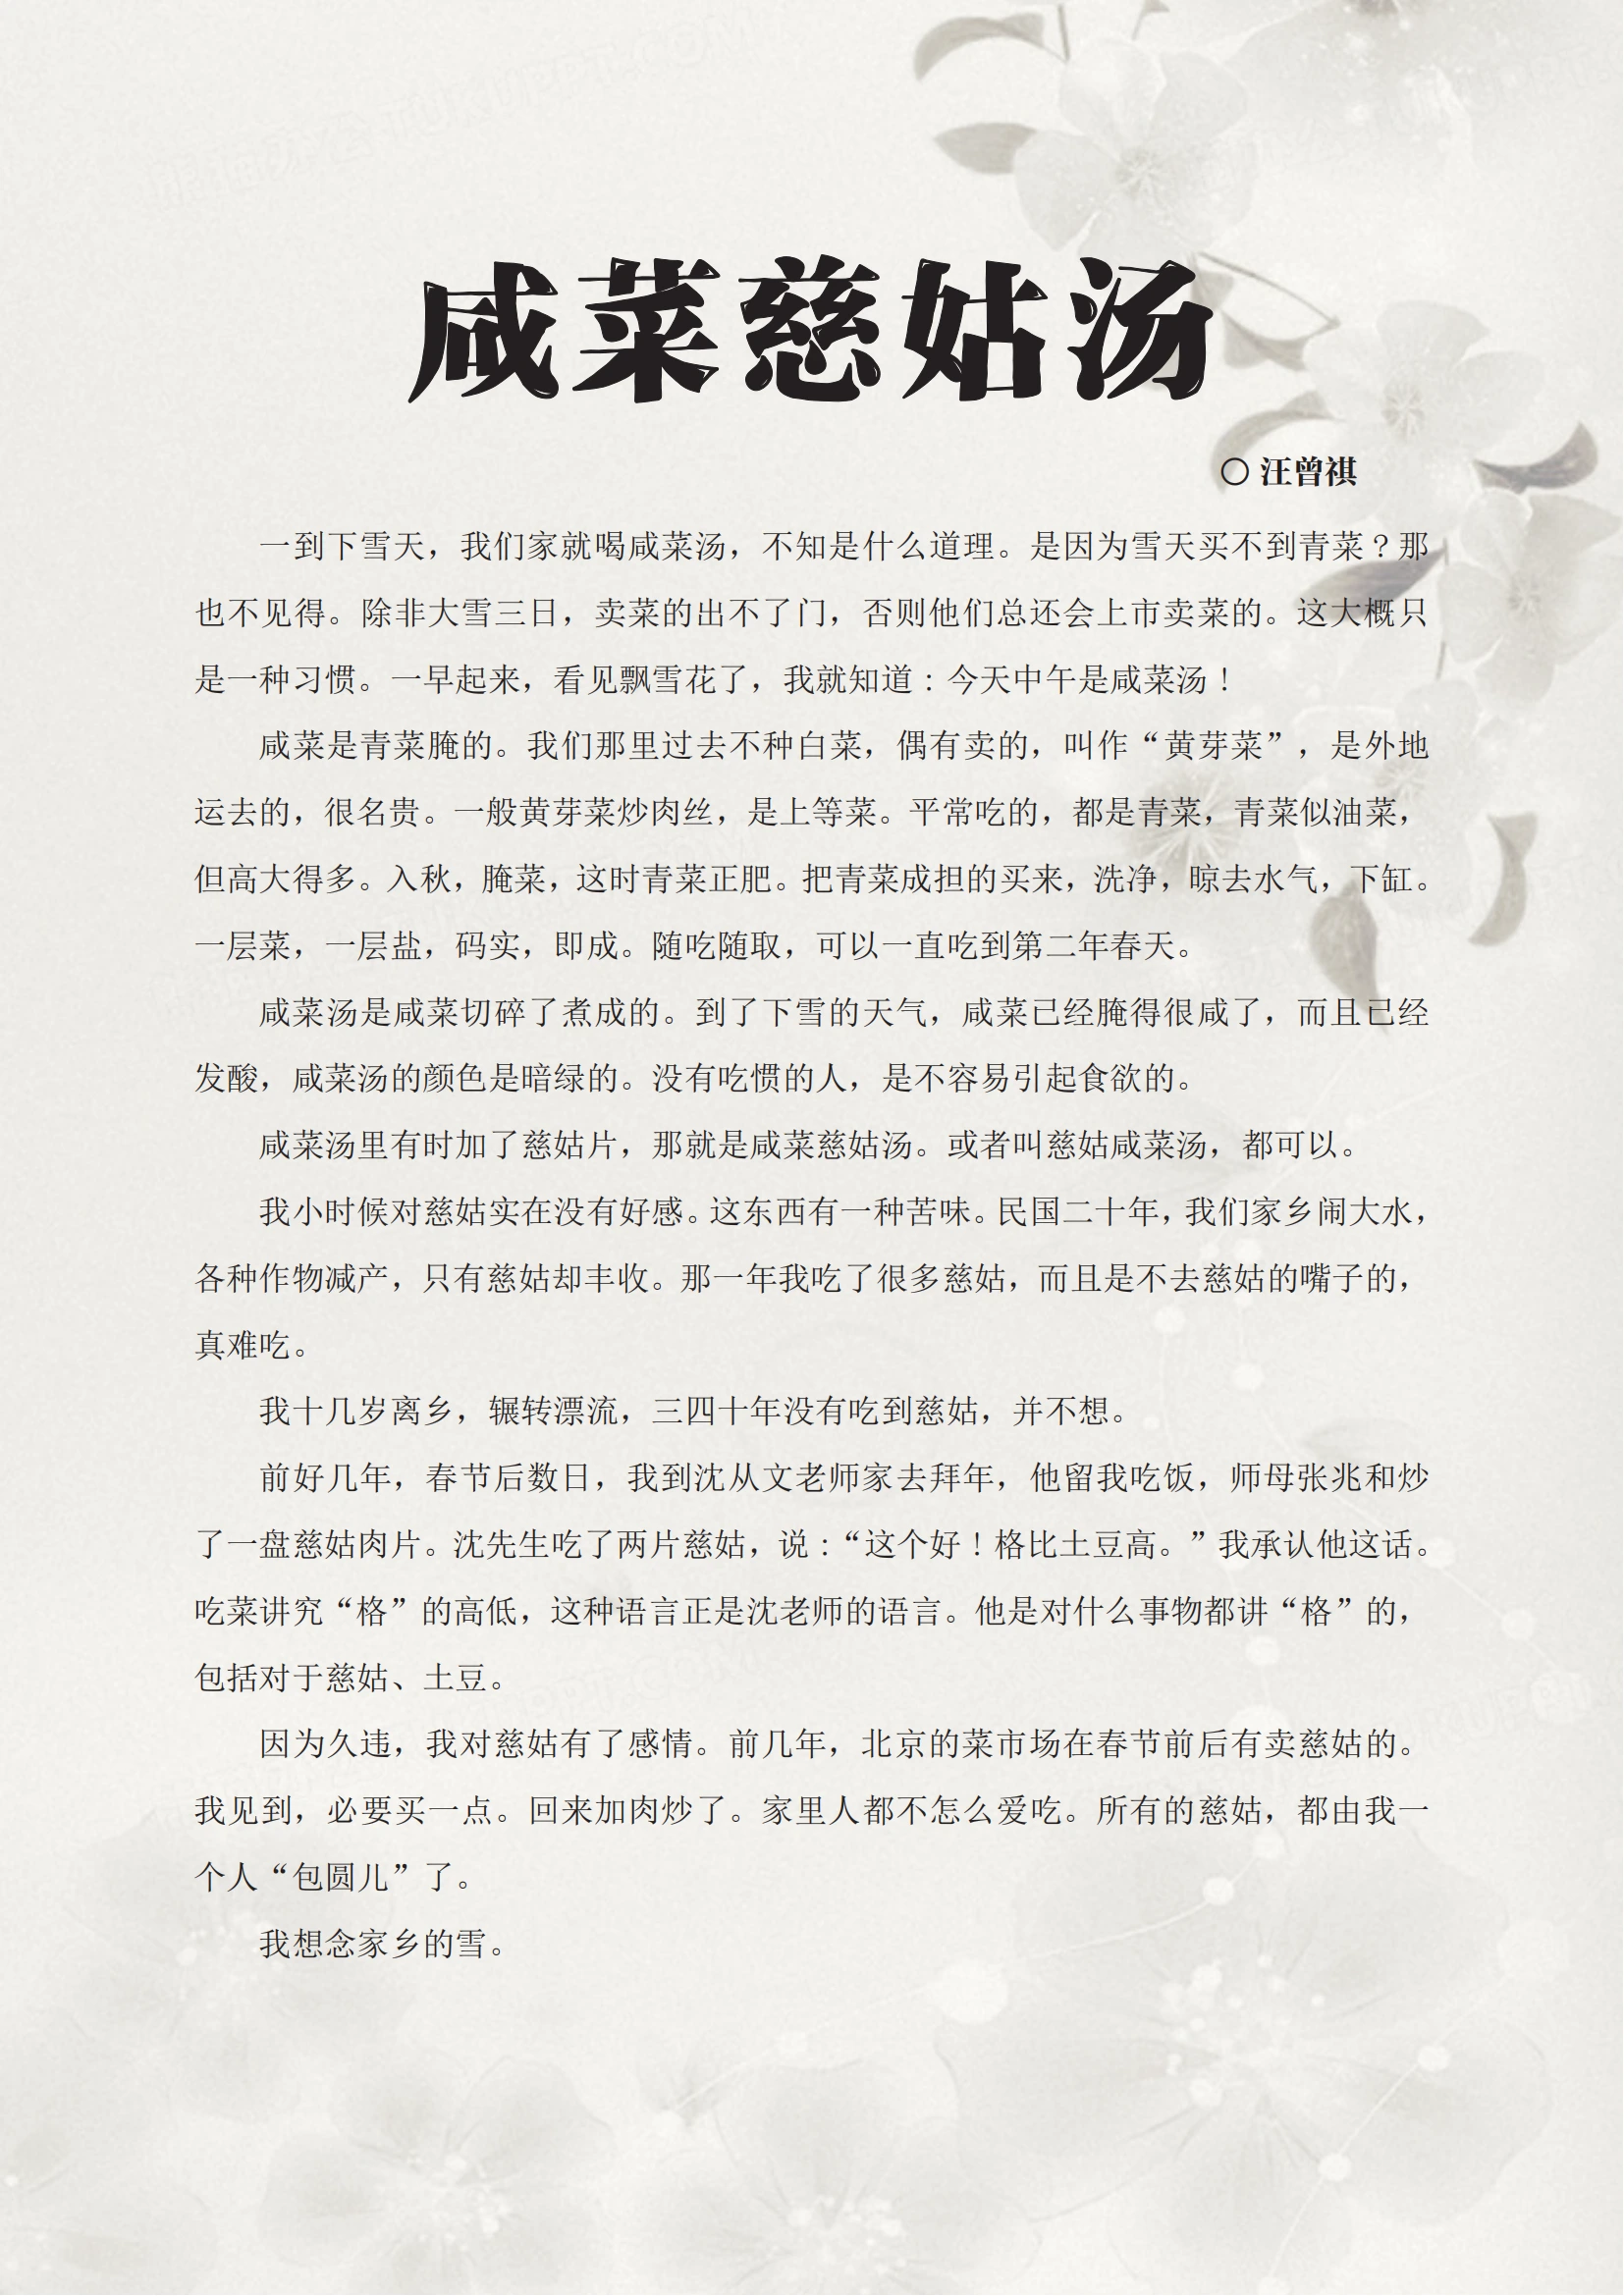 咸菜慈姑汤
〇 汪曾祺
一到下雪天，我们家就喝咸菜汤，不知是什么道理。是因为雪天买不到青菜？那
也不见得。除非大雪三日，卖菜的出不了门，否则他们总还会上市卖菜的。这大概只
是一种习惯。一早起来，看见飘雪花了，我就知道：今天中午是咸菜汤！
咸菜是青菜腌的。我们那里过去不种白菜，偶有卖的，叫作“黄芽菜”，是外地
运去的，很名贵。一般黄芽菜炒肉丝，是上等菜。平常吃的，都是青菜，青菜似油菜，
但高大得多。入秋，腌菜，这时青菜正肥。把青菜成担的买来，洗净，晾去水气，下缸。
一层菜，一层盐，码实，即成。随吃随取，可以一直吃到第二年春天。
咸菜汤是咸菜切碎了煮成的。到了下雪的天气，咸菜已经腌得很咸了，而且已经
发酸，咸菜汤的颜色是暗绿的。没有吃惯的人，是不容易引起食欲的。
咸菜汤里有时加了慈姑片，那就是咸菜慈姑汤。或者叫慈姑咸菜汤，都可以。
我小时候对慈姑实在没有好感。这东西有一种苦味。民国二十年，我们家乡闹大水，
各种作物减产，只有慈姑却丰收。那一年我吃了很多慈姑，而且是不去慈姑的嘴子的，
真难吃。
我十几岁离乡，辗转漂流，三四十年没有吃到慈姑，并不想。
前好几年，春节后数日，我到沈从文老师家去拜年，他留我吃饭，师母张兆和炒
了一盘慈姑肉片。沈先生吃了两片慈姑，说：“这个好！格比土豆高。”我承认他这话。
吃菜讲究“格”的高低，这种语言正是沈老师的语言。他是对什么事物都讲“格”的，
包括对于慈姑、土豆。
因为久违，我对慈姑有了感情。前几年，北京的菜市场在春节前后有卖慈姑的。
我见到，必要买一点。回来加肉炒了。家里人都不怎么爱吃。所有的慈姑，都由我一
个人“包圆儿”了。
我想念家乡的雪。